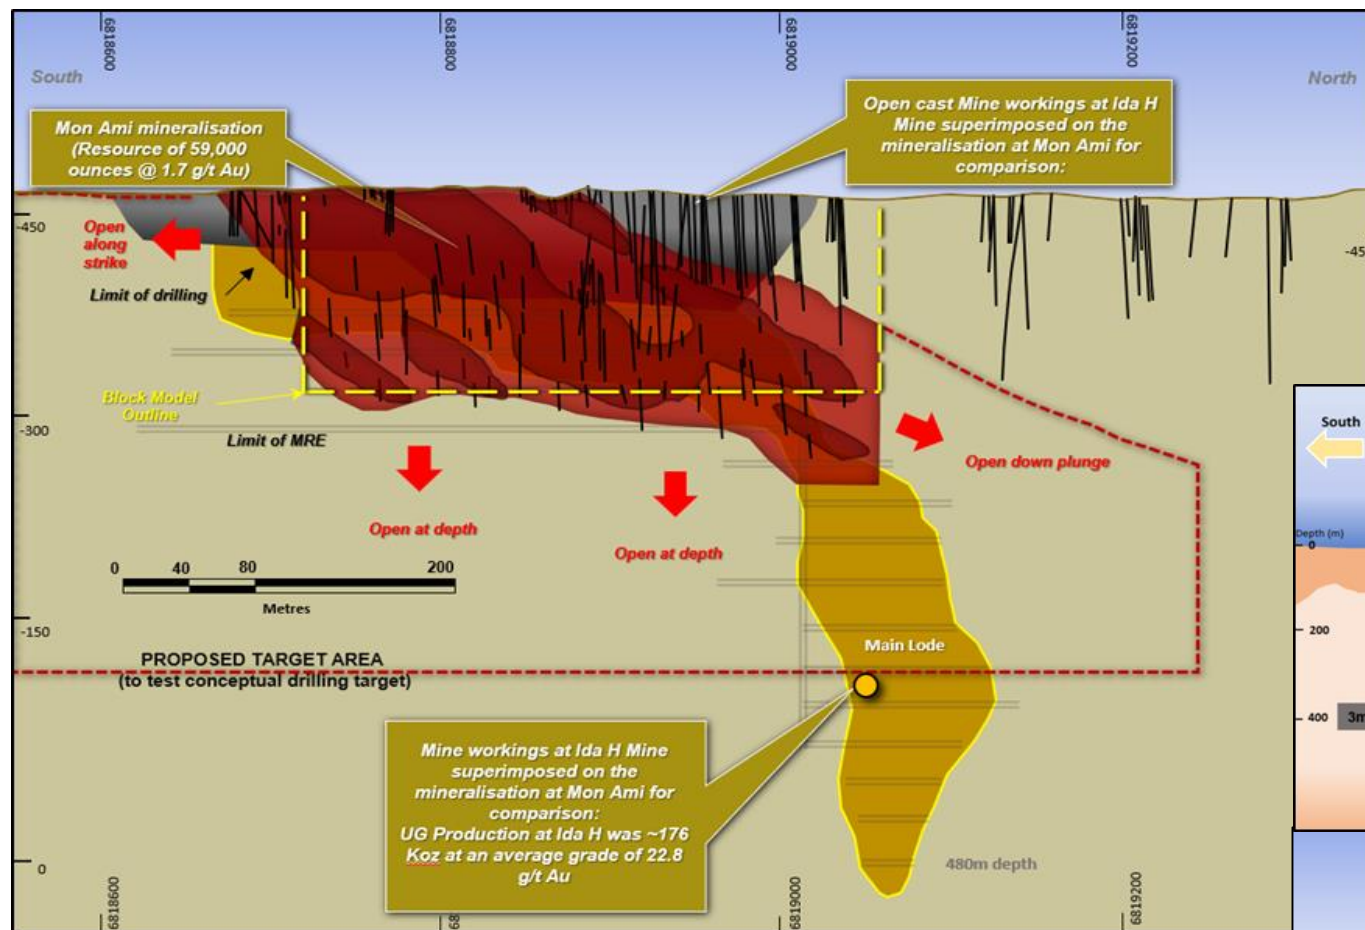 6818600
6818800
6819000
6819200
South
North
Mon Ami mineralisation
(Resource of 59,000
ounces @ 1.7 g/t Au)
Open cast Mine workings at Ida H
Mine superimposed on the
mineralisation at Mon Ami for
comparison:
-450
-45
Open
along
strike
Limit of drilling
Block Model
Outline
-300
Limit of MRE
Open down plunge
Open at depth
Open at depth
0 40 80 200
Metres
-150
PROPOSED TARGET AREA
(to test conceptual drilling target)
Main Lode
Mine workings at Ida H Mine
superimposed on the
mineralisation at Mon Ami for
comparison:
UG Production at Ida H was ~176
Koz at an average grade of 22.8
g/t Au
480m depth
0
6818600
68
6819000
6819200
South
Depth (m)
0
200
400
3m